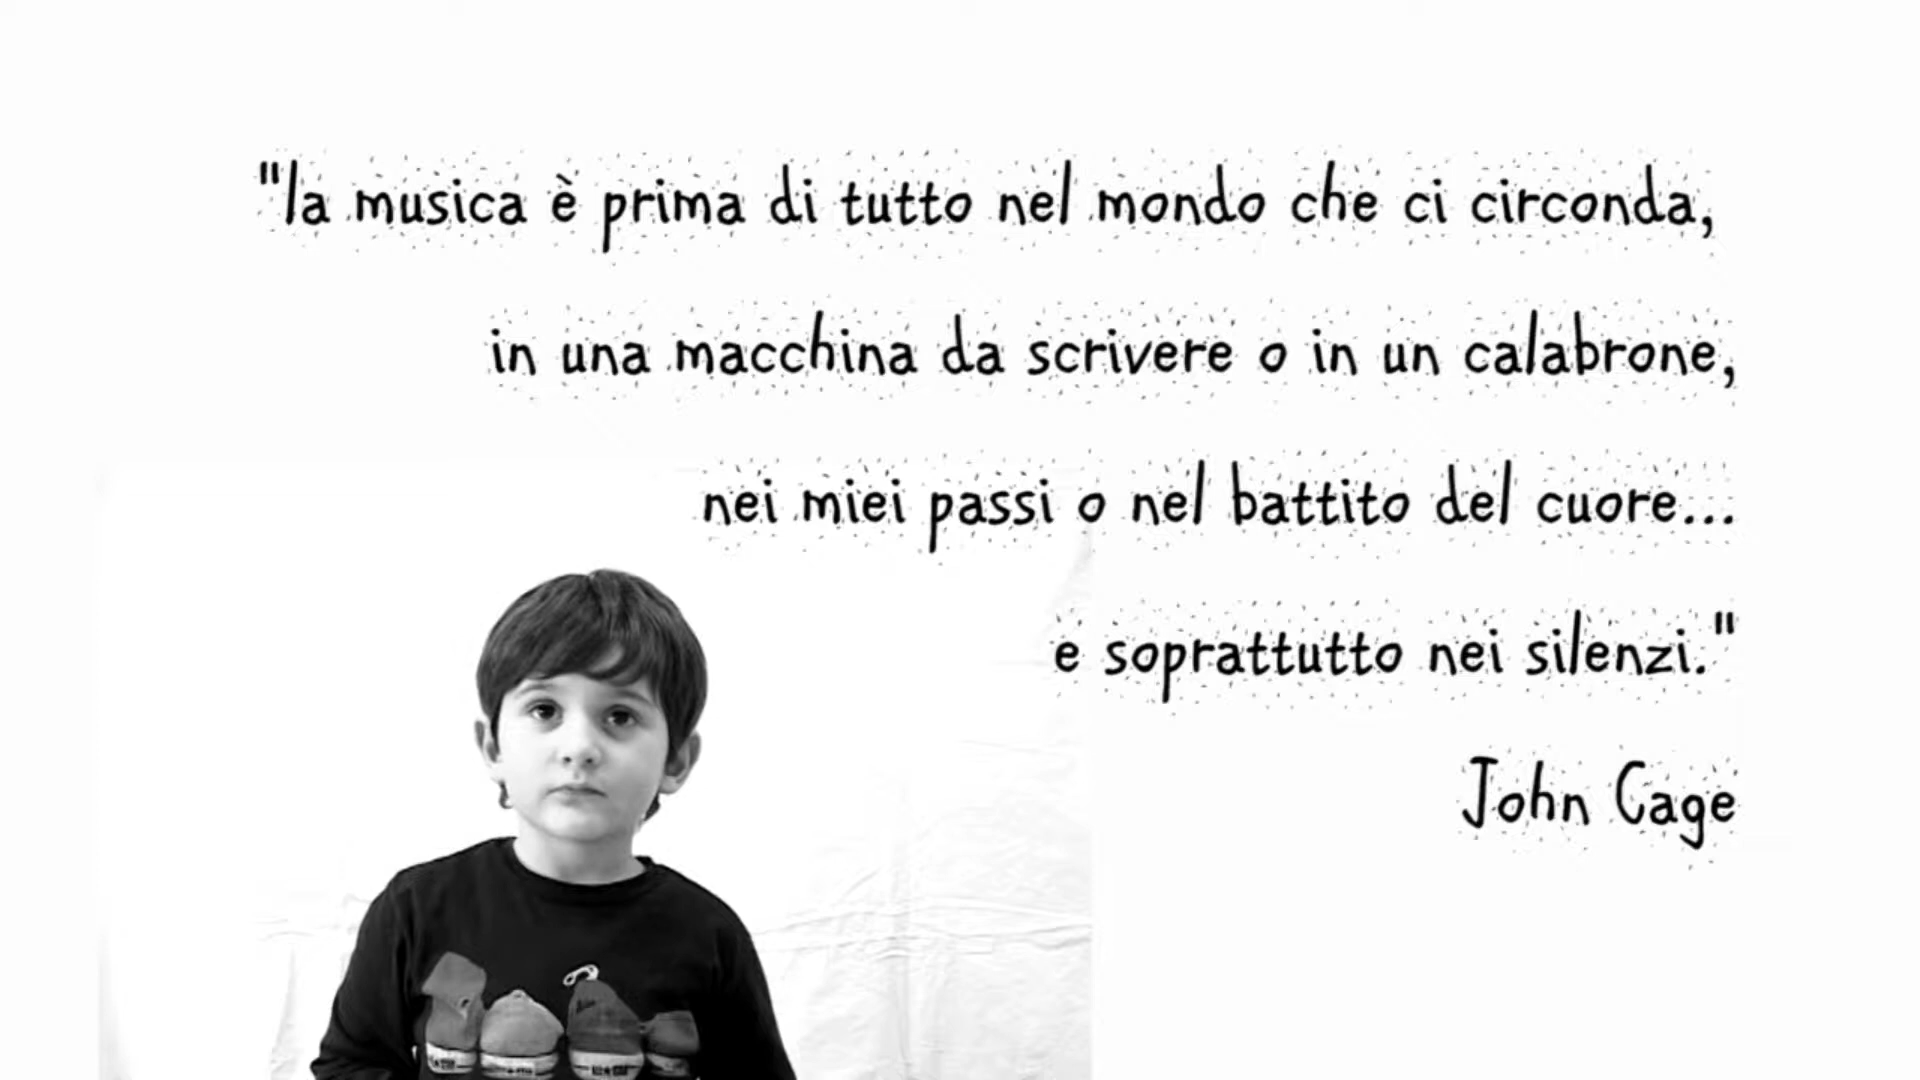 "la musica è prima di tutto nel mondo che ci circonda,
in una macchina da scrivere o in un calabrone,
nei miei passi o nel battito del cuore...
e soprattutto nei silenzi."
John Cage